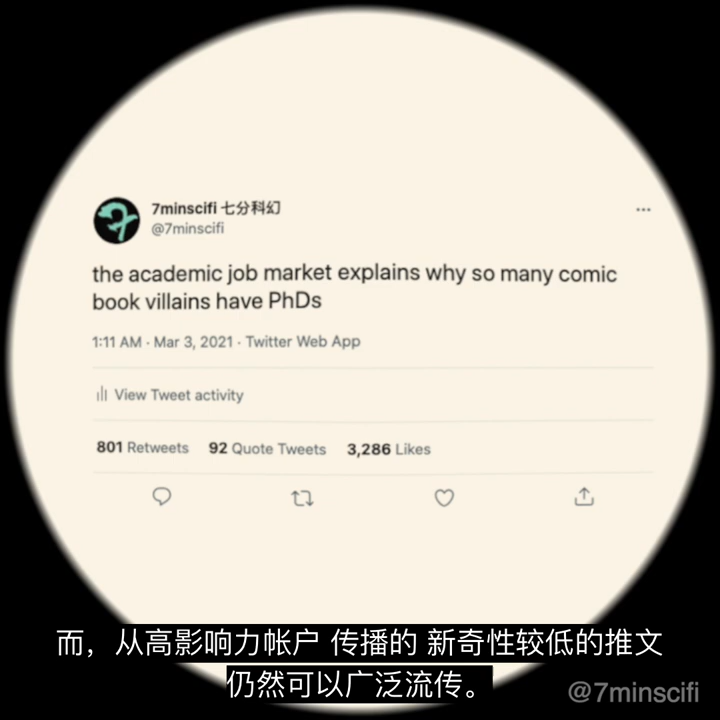 7minscifi 七分科幻
@7minscifi
the academic job market explains why so many comic
book villains have PhDs
1:11 AM · Mar 3, 2021 · Twitter Web App
View Tweet activity
801 Retweets 92 Quote Tweets 3,286 Likes
而，从高影响力帐户 传播的 新奇性较低的推文
仍然可以广泛流传。
@7minscifi